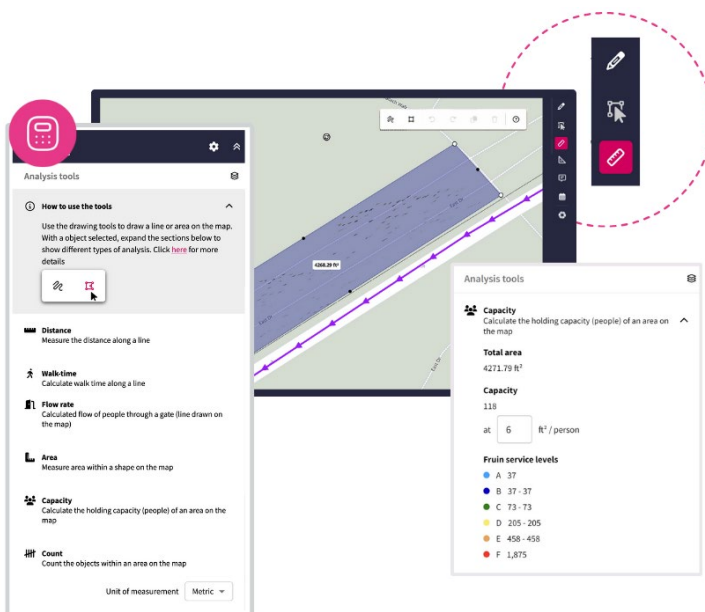 Analysis tools
How to use the tools
Use the drawing tools to draw a line or area on the map.
With a object selected, expand the sections below to
show different types of analysis. Click here for more
details
Distance
Measure the distance along a line
Walk-time
Calculate walk time along a line
Flow rate
Calculated flow of people through a gate (line drawn on
the map)
Area
Measure area within a shape on the map
Capacity
Calculate the holding capacity (people) of an area on the
map
Count
Count the objects within an area on the map
Unit of measurement Metric
East Dr
4268.29 ft²
East Dr
East Dr
Analysis tools
Capacity
Calculate the holding capacity (people) of an area on
the map
Total area
4271.79 ft²
Capacity
118
at 6 ft² / person
Fruin service levels
A 37
B 37 - 37
C 73 - 73
D 205 - 205
E 458 - 458
F 1,875